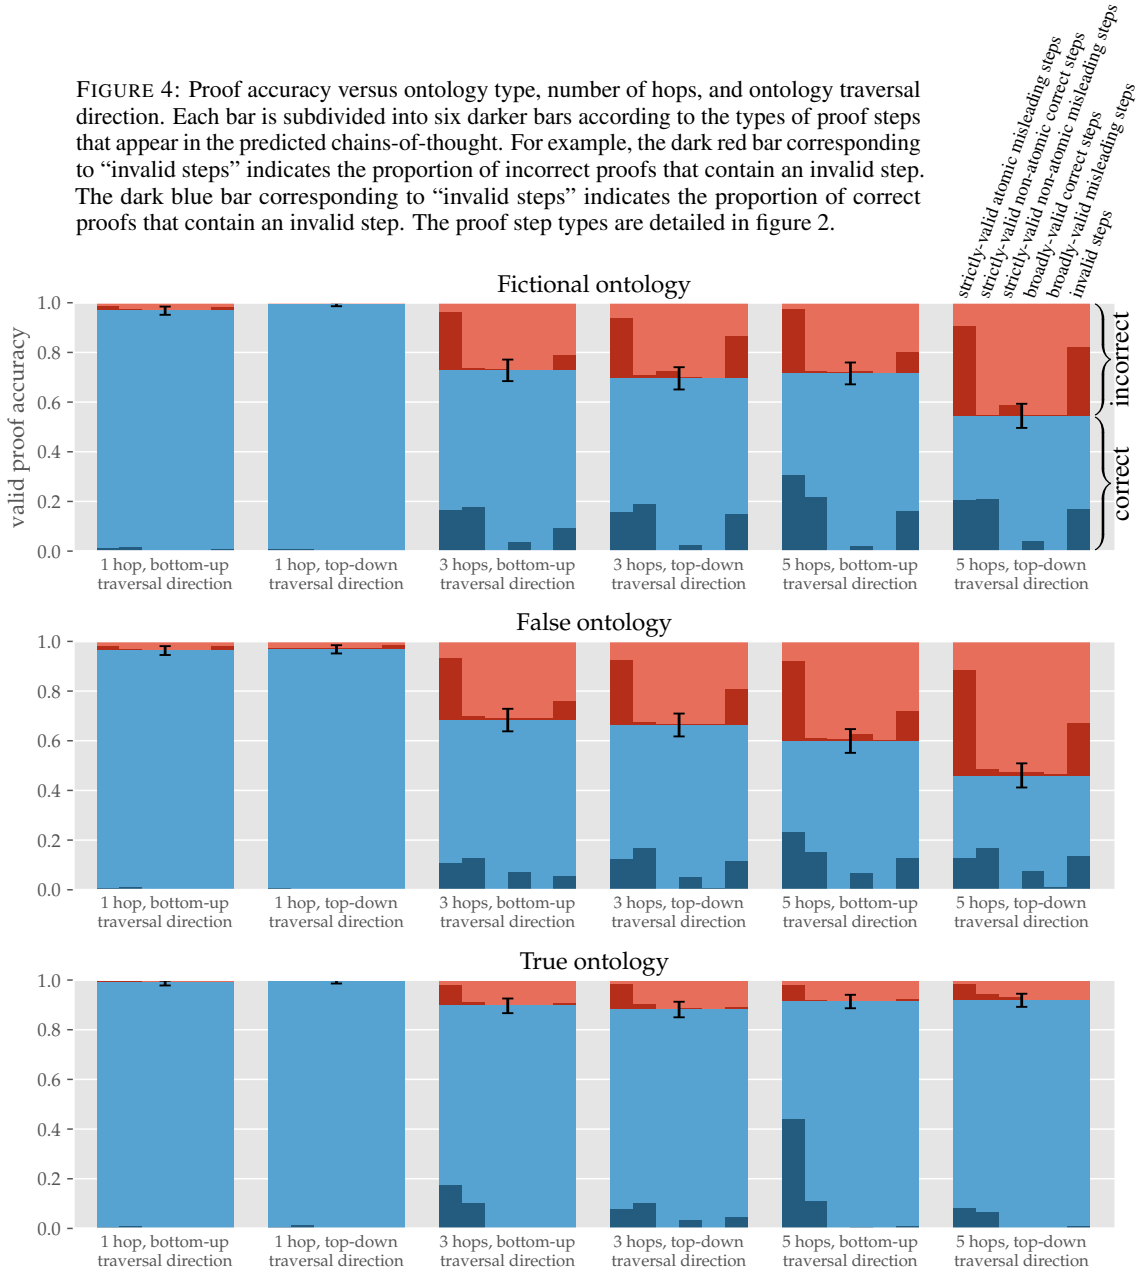 FIGURE 4: Proof accuracy versus ontology type, number of hops, and ontology traversal
direction. Each bar is subdivided into six darker bars according to the types of proof steps
that appear in the predicted chains-of-thought. For example, the dark red bar corresponding
to “invalid steps” indicates the proportion of incorrect proofs that contain an invalid step.
The dark blue bar corresponding to “invalid steps” indicates the proportion of correct
proofs that contain an invalid step. The proof step types are detailed in figure 2.
strictly-valid atomic misleading steps
strictly-valid non-atomic correct steps
strictly-valid non-atomic misleading steps
broadly-valid correct steps
broadly-valid misleading steps
invalid steps
Fictional ontology
valid proof accuracy
1.0
0.8
0.6
0.4
0.2
0.0
incorrect
correct
1 hop, bottom-up
traversal direction
1 hop, top-down
traversal direction
3 hops, bottom-up
traversal direction
3 hops, top-down
traversal direction
5 hops, bottom-up
traversal direction
5 hops, top-down
traversal direction
False ontology
1.0
0.8
0.6
0.4
0.2
0.0
1 hop, bottom-up
traversal direction
1 hop, top-down
traversal direction
3 hops, bottom-up
traversal direction
3 hops, top-down
traversal direction
5 hops, bottom-up
traversal direction
5 hops, top-down
traversal direction
True ontology
1.0
0.8
0.6
0.4
0.2
0.0
1 hop, bottom-up
traversal direction
1 hop, top-down
traversal direction
3 hops, bottom-up
traversal direction
3 hops, top-down
traversal direction
5 hops, bottom-up
traversal direction
5 hops, top-down
traversal direction